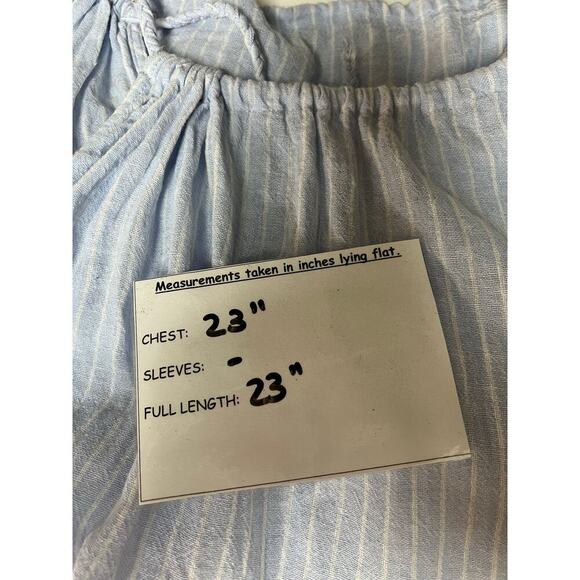 Measurements taken in inches lying flat.
CHEST: 23"
SLEEVES: -
FULL LENGTH: 23"